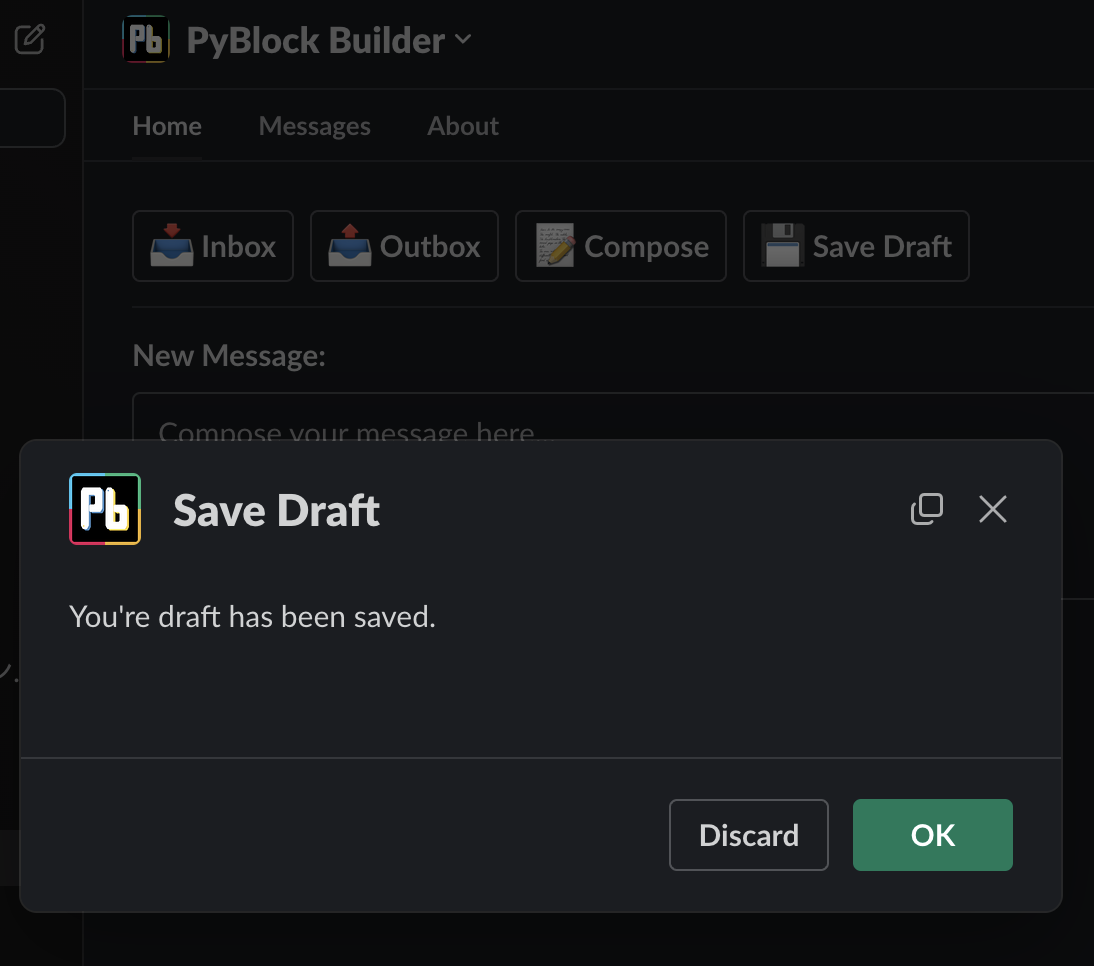 Pb PyBlock Builder
Home Messages About
Inbox Outbox Compose Save Draft
New Message:
Compose your message here...
Pb Save Draft
You're draft has been saved.
Discard OK